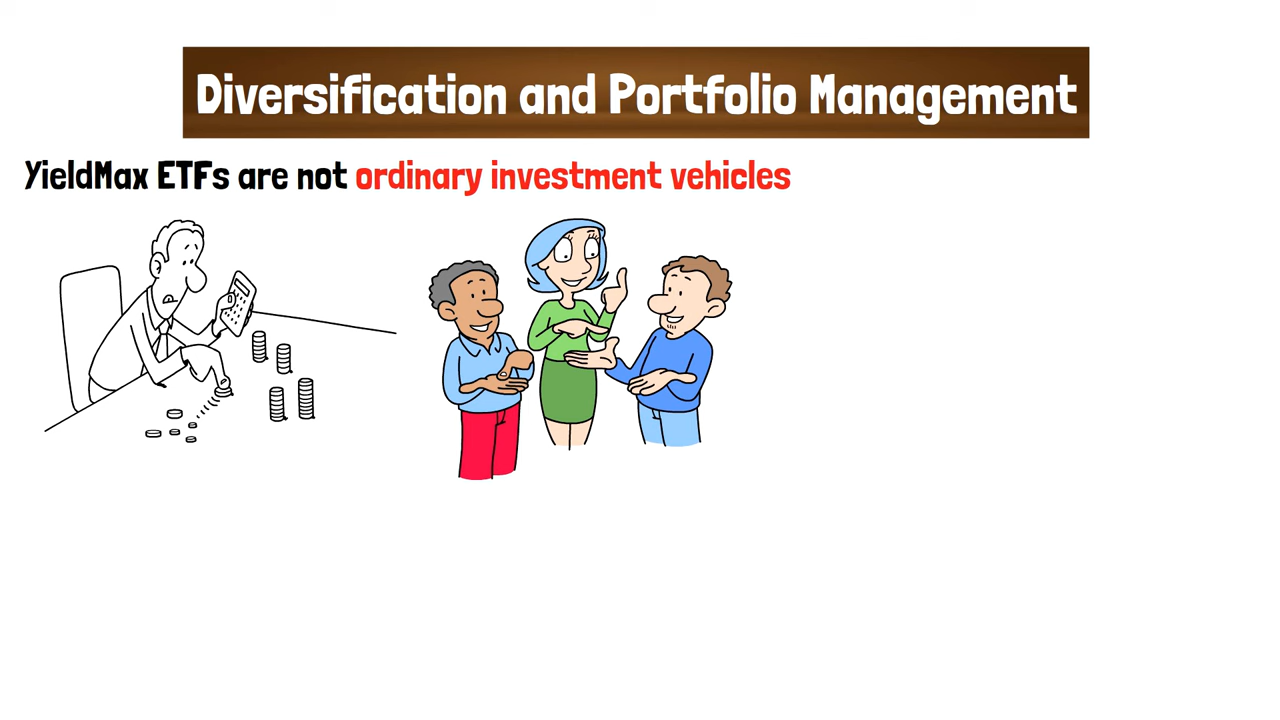 Diversification and Portfolio Management
YieldMax ETFs are not ordinary investment vehicles